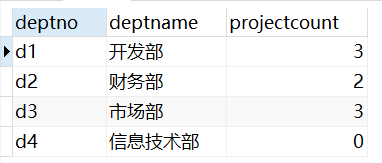 deptno deptname projectcount
d1 开发部 3
d2 财务部 2
d3 市场部 3
d4 信息技术部 0